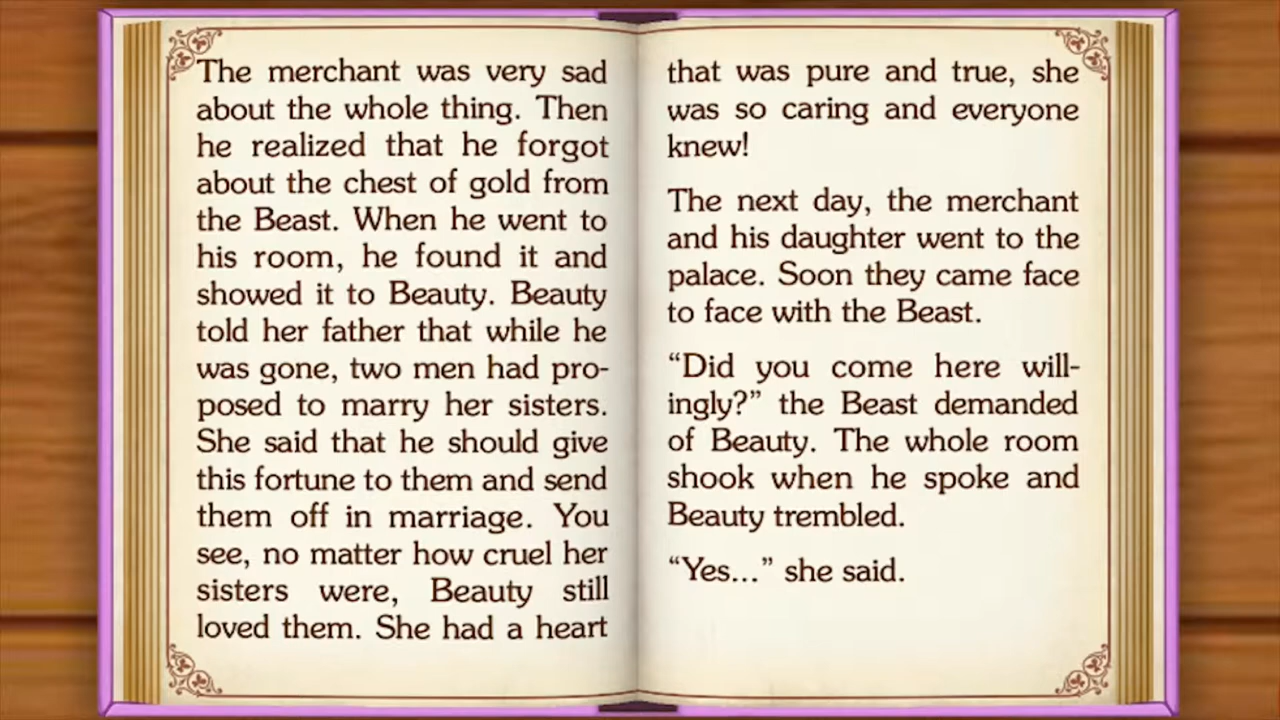 The merchant was very sad
about the whole thing. Then
he realized that he forgot
about the chest of gold from
the Beast. When he went to
his room, he found it and
showed it to Beauty. Beauty
told her father that while he
was gone, two men had pro-
posed to marry her sisters.
She said that he should give
this fortune to them and send
them off in marriage. You
see, no matter how cruel her
sisters were, Beauty still
loved them. She had a heart
that was pure and true, she
was so caring and everyone
knew!
The next day, the merchant
and his daughter went to the
palace. Soon they came face
to face with the Beast.
“Did you come here will-
ingly?” the Beast demanded
of Beauty. The whole room
shook when he spoke and
Beauty trembled.
“Yes...” she said.